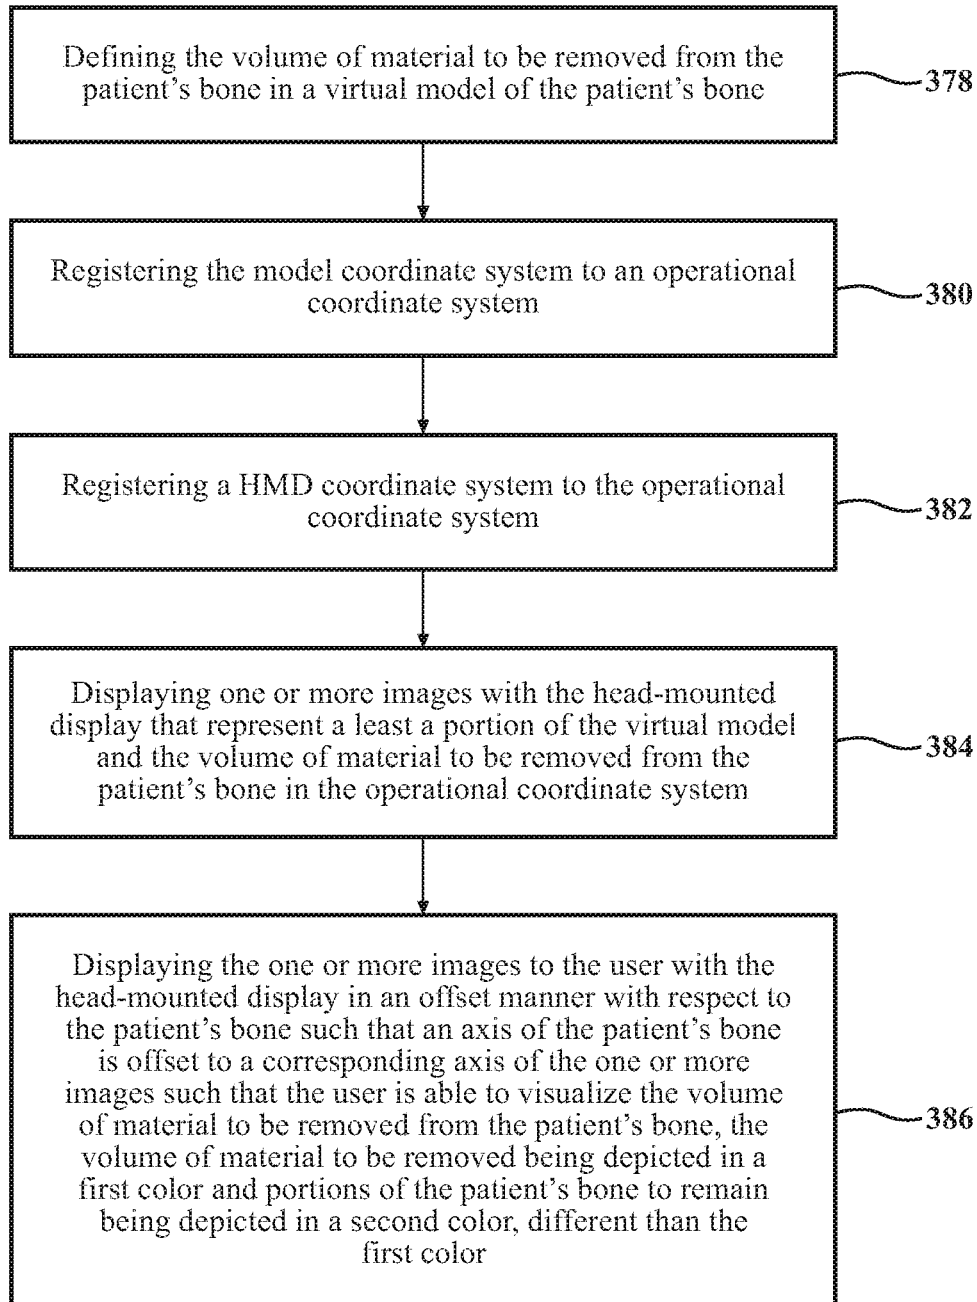 Defining the volume of material to be removed from the
patient's bone in a virtual model of the patient's bone
378
Registering the model coordinate system to an operational
coordinate system
380
Registering a HMD coordinate system to the operational
coordinate system
382
Displaying one or more images with the head-mounted
display that represent a least a portion of the virtual model
and the volume of material to be removed from the
patient's bone in the operational coordinate system
384
Displaying the one or more images to the user with the
head-mounted display in an offset manner with respect to
the patient's bone such that an axis of the patient's bone
is offset to a corresponding axis of the one or more
images such that the user is able to visualize the volume
of material to be removed from the patient's bone, the
volume of material to be removed being depicted in a
first color and portions of the patient's bone to remain
being depicted in a second color, different than the
first color
386